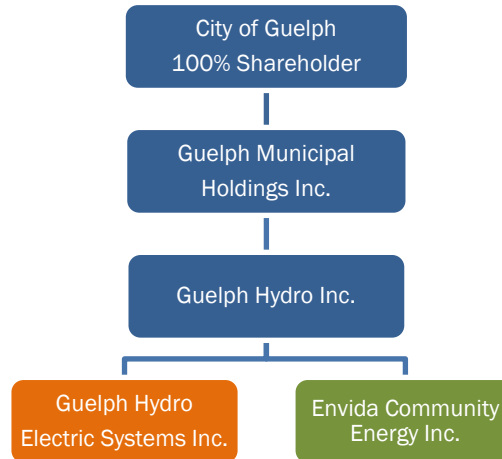 City of Guelph
100% Shareholder
Guelph Municipal
Holdings Inc.
Guelph Hydro Inc.
Guelph Hydro
Electric Systems Inc.
Envida Community
Energy Inc.